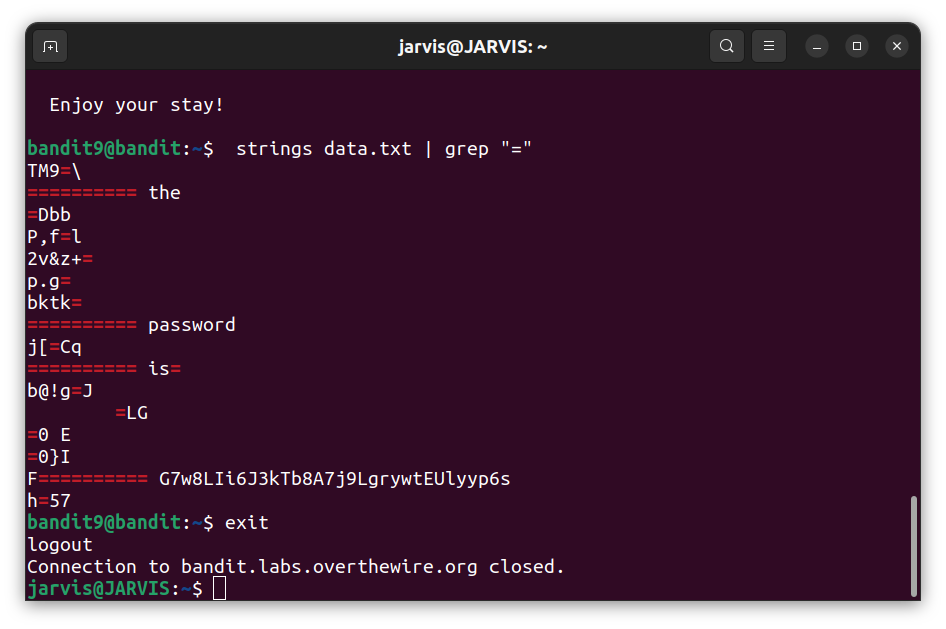 jarvis@JARVIS: ~
Enjoy your stay!
bandit9@bandit:~$  strings data.txt | grep "="
TM9=\
========== the
=Dbb
P,f=l
2v&z+=
p.g=
bktk=
========== password
j[=Cq
========== is=
b@!g=J
        =LG
=0 E
=0}I
F========== G7w8LIi6J3kTb8A7j9LgrywtEUlyyp6s
h=57
bandit9@bandit:~$ exit
logout
Connection to bandit.labs.overthewire.org closed.
jarvis@JARVIS:~$